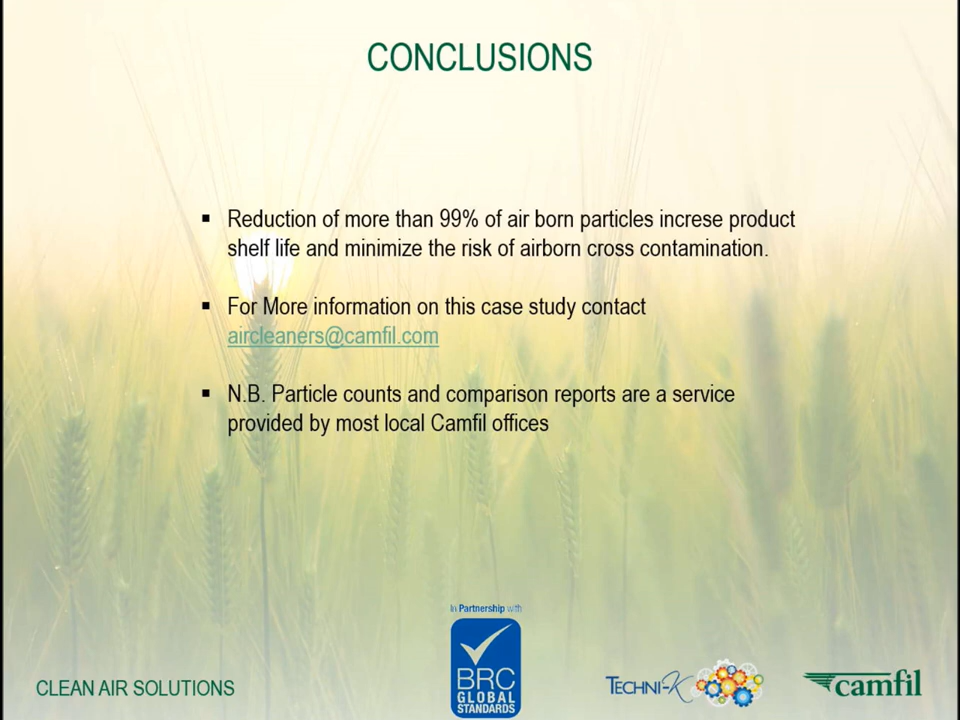 CONCLUSIONS
▪ Reduction of more than 99% of air born particles increse product
shelf life and minimize the risk of airborn cross contamination.
▪ For More information on this case study contact
aircleaners@camfil.com
▪ N.B. Particle counts and comparison reports are a service
provided by most local Camfil offices
In Partnership with
BRC
GLOBAL
STANDARDS
CLEAN AIR SOLUTIONS
TECHNI-K
camfil